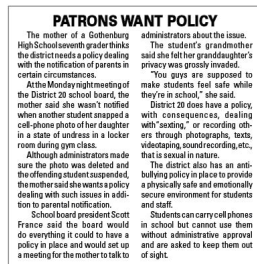 PATRONS WANT POLICY
The mother of a Gothenburg
High School seventh grader thinks
the district needs a policy dealing
with the notification of parents in
certain circumstances.
At the Monday night meeting of
the District 20 school board, the
mother said she wasn't notified
when another student snapped a
cell-phone photo of her daughter
in a state of undress in a locker
room during gym class.
Although administrators made
sure the photo was deleted and
the offending student suspended,
the mother said she wants a policy
dealing with such issues in addi-
tion to parental notification.
School board president Scott
France said the board would
do everything it could to have a
policy in place and would set up
a meeting for the mother to talk to
administrators about the issue.
The student's grandmother
said she felt her granddaughter's
privacy was grossly invaded.
"You guys are supposed to
make students feel safe while
they're in school," she said.
District 20 does have a policy,
with consequences, dealing
with "sexting," or recording oth-
ers through photographs, texts,
videotaping, sound recording, etc.,
that is sexual in nature.
The district also has an anti-
bullying policy in place to provide
a physically safe and emotionally
secure environment for students
and staff.
Students can carry cell phones
in school but cannot use them
without administrative approval
and are asked to keep them out
of sight.